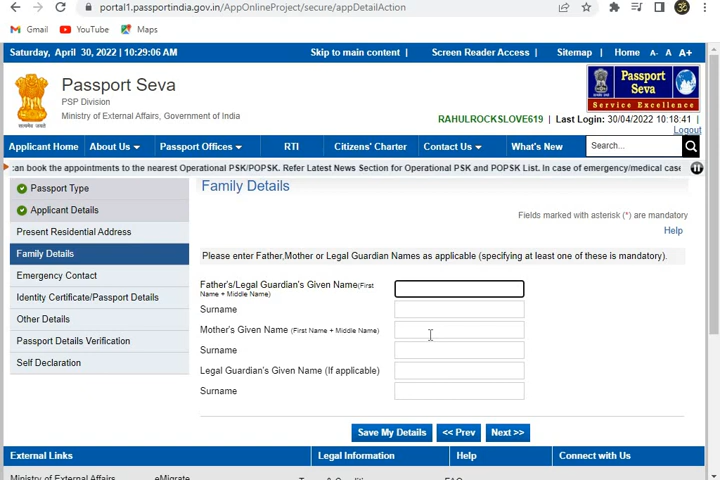 portal1.passportindia.gov.in/AppOnlineProject/secure/appDetailAction
Gmail YouTube Maps
Saturday, April 30, 2022 | 10:29:06 AM Skip to main content | Screen Reader Access | Sitemap | Home A- A A+
Passport Seva
PSP Division
Ministry of External Affairs, Government of India
Passport
Seva
Service Excellence
RAHULROCKSLOVE619 | Last Login: 30/04/2022 10:18:41 |
Logout
Applicant Home About Us Passport Offices RTI Citizens' Charter Contact Us What's New Search...
can book the appointments to the nearest Operational PSK/POPSK. Refer Latest News Section for Operational PSK and POPSK List. In case of emergency/medical case
Passport Type
Applicant Details
Present Residential Address
Family Details
Emergency Contact
Identity Certificate/Passport Details
Other Details
Passport Details Verification
Self Declaration
Family Details
Fields marked with asterisk (*) are mandatory
Help
Please enter Father,Mother or Legal Guardian Names as applicable (specifying at least one of these is mandatory).
Father's/Legal Guardian's Given Name(First
Name + Middle Name)
Surname
Mother's Given Name (First Name + Middle Name)
Surname
Legal Guardian's Given Name (If applicable)
Surname
Save My Details << Prev Next >>
External Links Legal Information Help Connect with Us
Ministry of External Affairs eMigrate Terms & Conditions FAQ